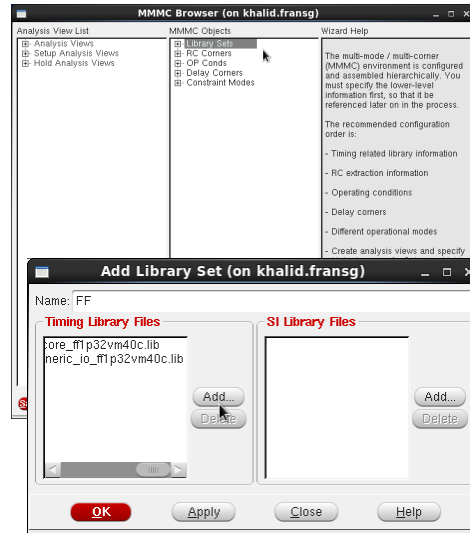 MMMC Browser (on khalid.fransg)
Analysis View List
Analysis Views
Setup Analysis Views
Hold Analysis Views
MMMC Objects
Library Sets
RC Corners
OP Conds
Delay Corners
Constraint Modes
Wizard Help
The multi-mode / multi-corner
(MMMC) environment is configured
and assembled hierarchically. You
must specify the lower-level
information first, so that it be
referenced later on in the process.
The recommended configuration
order is:
- Timing related library information
- RC extraction information
- Operating conditions
- Delay corners
- Different operational modes
- Create analysis views and specify
Add Library Set (on khalid.fransg)
Name: FF
Timing Library Files
core_ff1p32vm40c.lib
neric_io_ff1p32vm40c.lib
Add...
Delete
SI Library Files
Add...
Delete
OK Apply Close Help